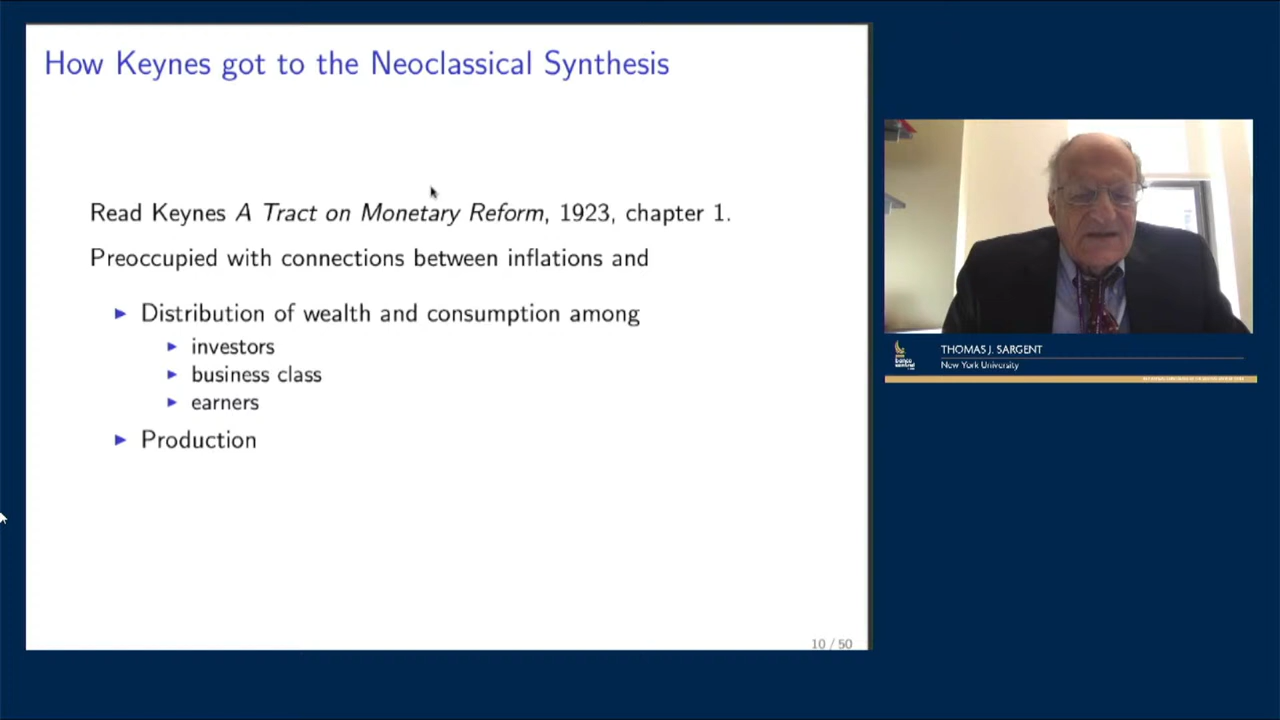 How Keynes got to the Neoclassical Synthesis
Read Keynes A Tract on Monetary Reform, 1923, chapter 1.
Preoccupied with connections between inflations and
Distribution of wealth and consumption among
investors
business class
earners
Production
10 / 50
THOMAS J. SARGENT
New York University